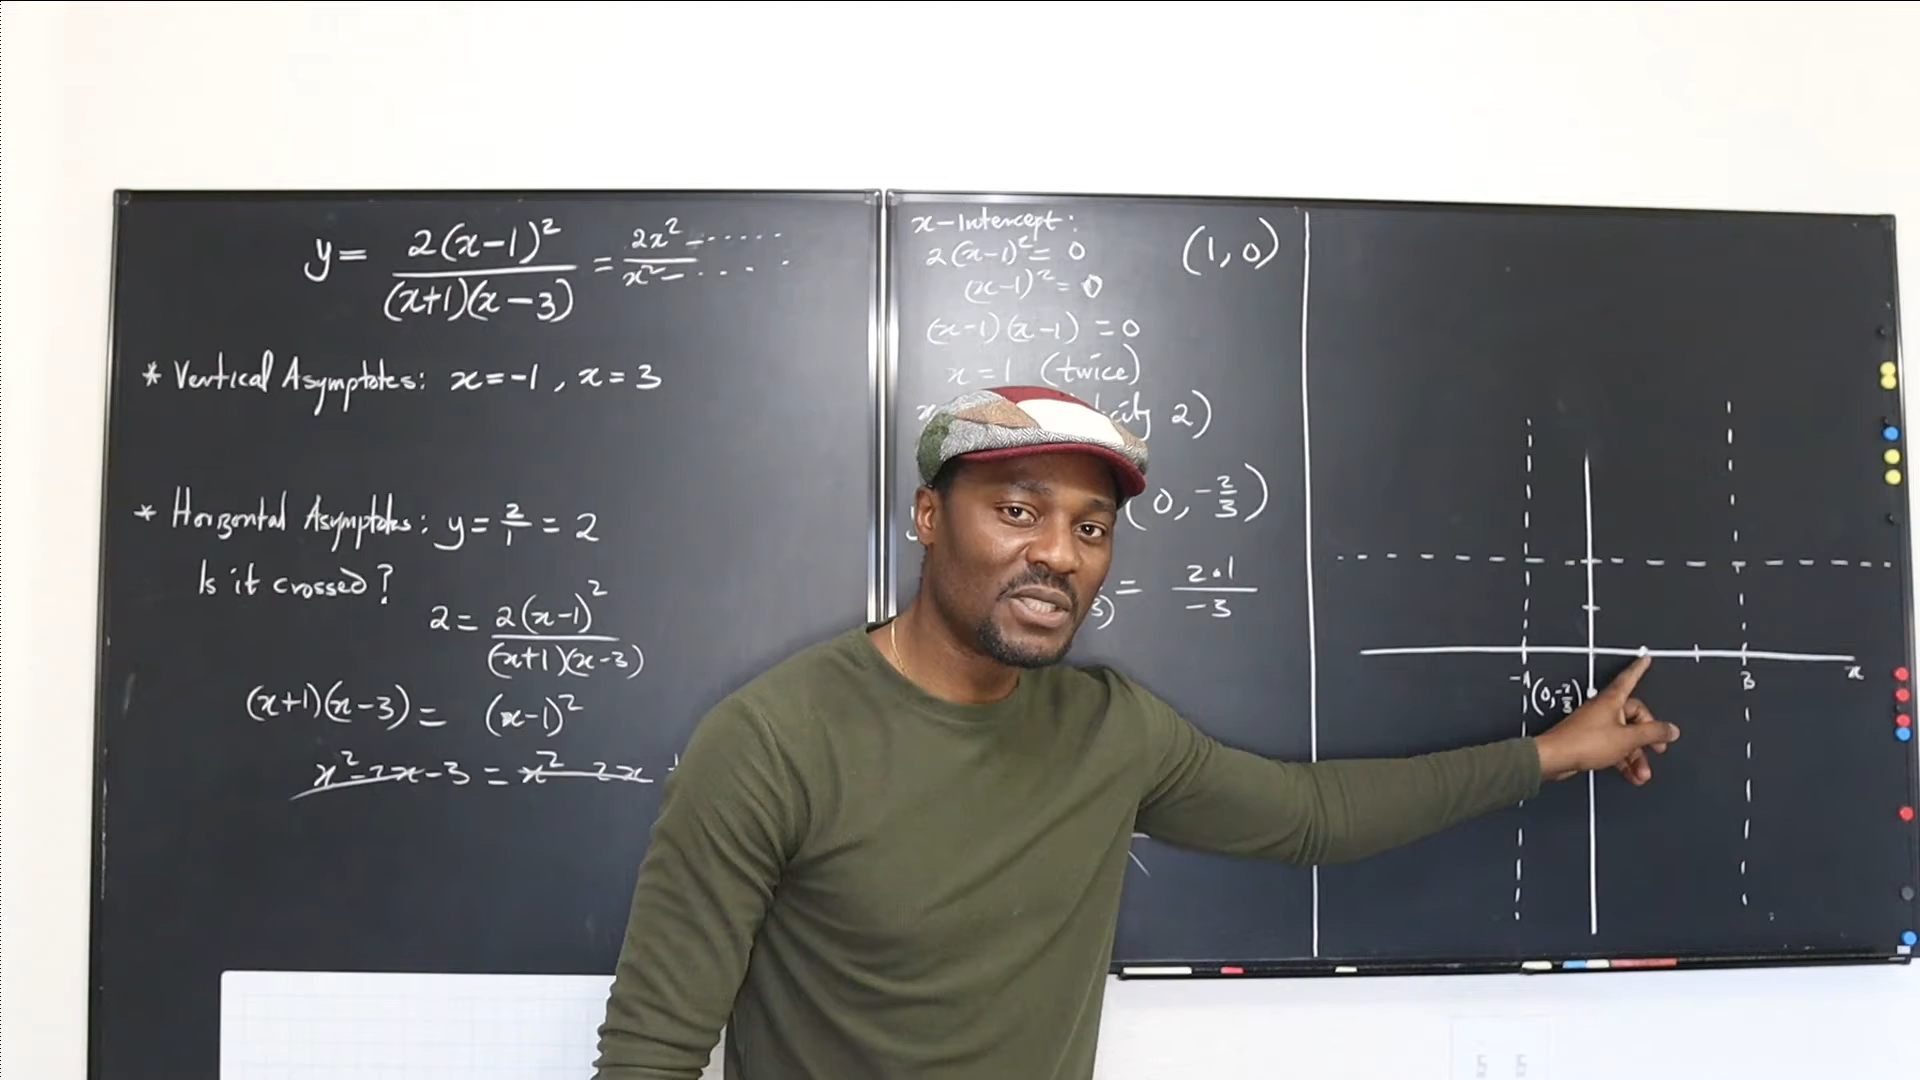 y = 2(x-1)² / (x+1)(x-3) = 2x² - ..... / x² - .....
* Vertical Asymptotes: x = -1 , x = 3
* Horizontal Asymptotes: y = 2/1 = 2
Is it crossed?
2 = 2(x-1)² / (x+1)(x-3)
(x+1)(x-3) = (x-1)²
x² - 2x - 3 = x² - 2x
x-Intercept:
2(x-1)² = 0
(1, 0)
(x-1)² = 0
(x-1)(x-1) = 0
x = 1 (twice)
2)
(0, -2/3)
3) = 2·1 / -3
-1
3
x
(0, -2/3)